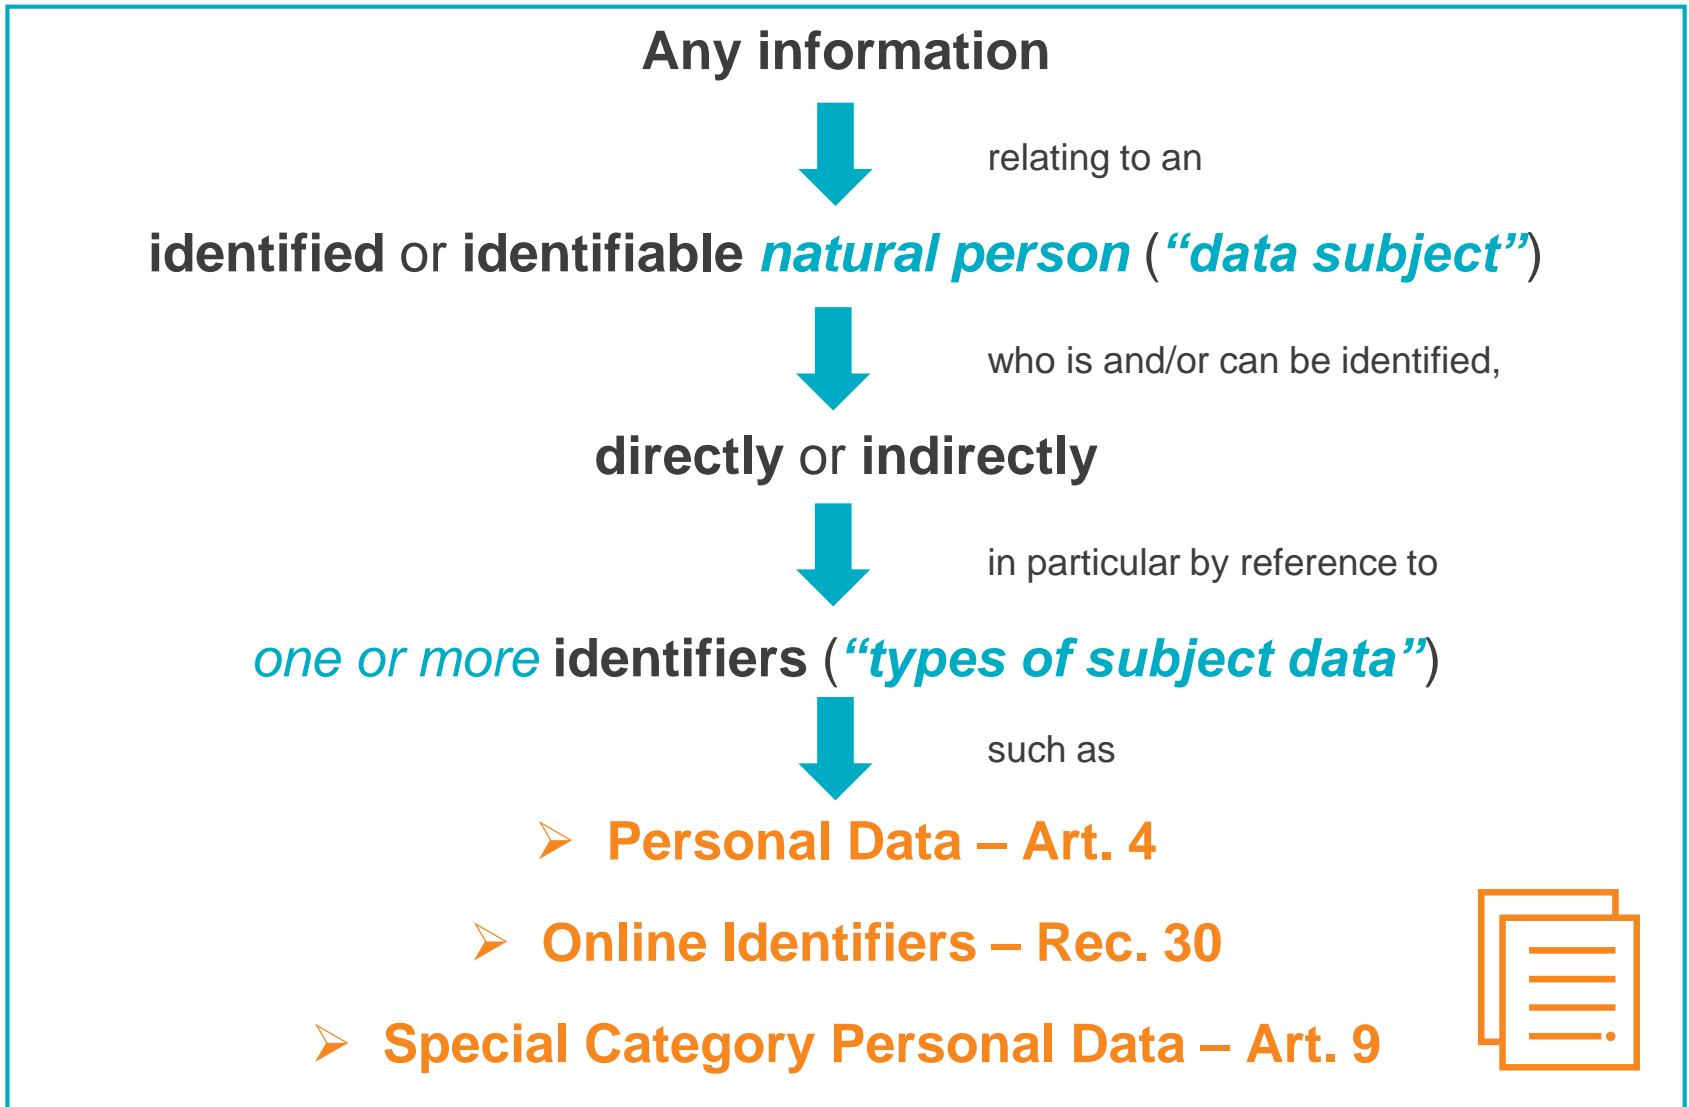 Any information
relating to an
identified or identifiable natural person (“data subject”)
who is and/or can be identified,
directly or indirectly
in particular by reference to
one or more identifiers (“types of subject data”)
such as
➢ Personal Data – Art. 4
➢ Online Identifiers – Rec. 30
➢ Special Category Personal Data – Art. 9